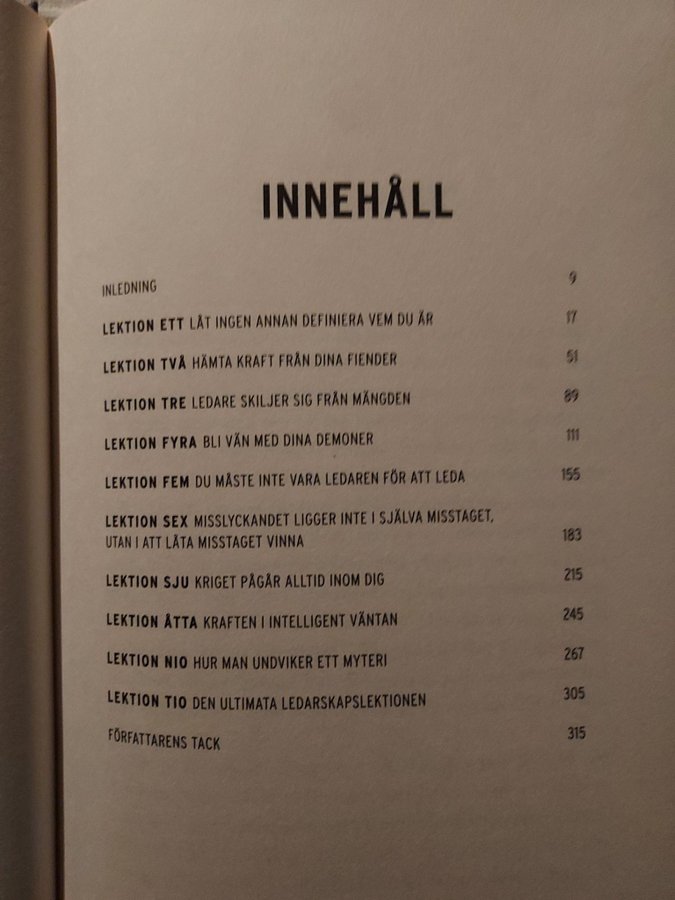 INNEHÅLL
INLEDNING 9
LEKTION ETT LÅT INGEN ANNAN DEFINIERA VEM DU ÄR 17
LEKTION TVÅ HÄMTA KRAFT FRÅN DINA FIENDER 51
LEKTION TRE LEDARE SKILJER SIG FRÅN MÄNGDEN 89
LEKTION FYRA BLI VÄN MED DINA DEMONER 111
LEKTION FEM DU MÅSTE INTE VARA LEDAREN FÖR ATT LEDA 155
LEKTION SEX MISSLYCKANDET LIGGER INTE I SJÄLVA MISSTAGET,
UTAN I ATT LÅTA MISSTAGET VINNA 183
LEKTION SJU KRIGET PÅGÅR ALLTID INOM DIG 215
LEKTION ÅTTA KRAFTEN I INTELLIGENT VÄNTAN 245
LEKTION NIO HUR MAN UNDVIKER ETT MYTERI 267
LEKTION TIO DEN ULTIMATA LEDARSKAPSLEKTIONEN 305
FÖRFATTARENS TACK 315